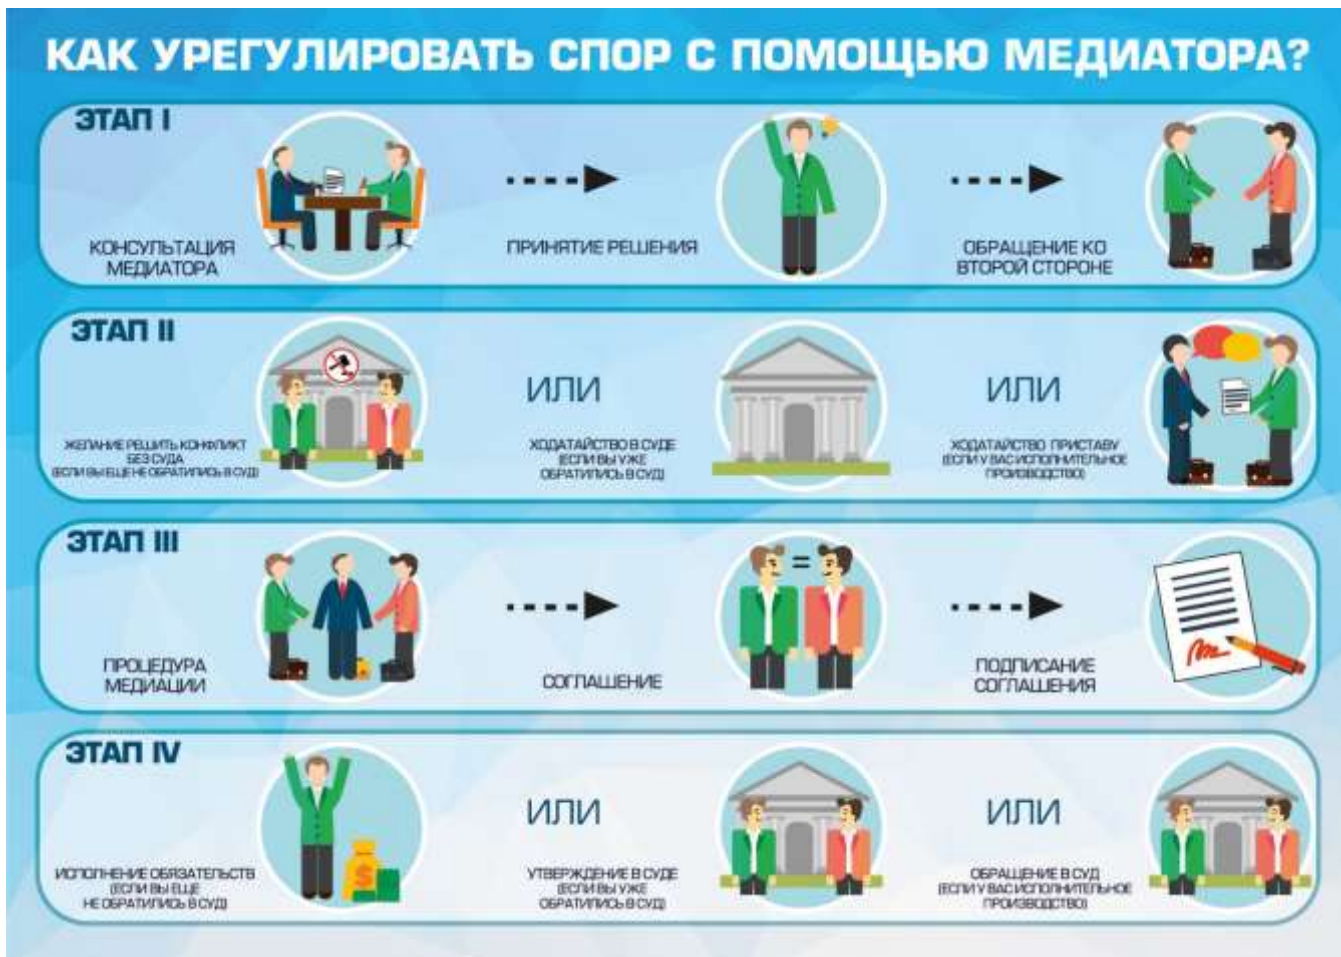 КАК УРЕГУЛИРОВАТЬ СПОР С ПОМОЩЬЮ МЕДИАТОРА?
ЭТАП I
КОНСУЛЬТАЦИЯ
МЕДИАТОРА
ПРИНЯТИЕ РЕШЕНИЯ
ОБРАЩЕНИЕ КО
ВТОРОЙ СТОРОНЕ
ЭТАП II
ЖЕЛАНИЕ РЕШИТЬ КОНФЛИКТ
БЕЗ СУДА
(ЕСЛИ ВЫ ЕЩЕ НЕ ОБРАТИЛИСЬ В СУД)
ИЛИ
ХОДАТАЙСТВО В СУДЕ
(ЕСЛИ ВЫ УЖЕ
ОБРАТИЛИСЬ В СУД)
ИЛИ
ХОДАТАЙСТВО ПРИСТАВУ
(ЕСЛИ У ВАС ИСПОЛНИТЕЛЬНОЕ
ПРОИЗВОДСТВО)
ЭТАП III
ПРОЦЕДУРА
МЕДИАЦИИ
СОГЛАШЕНИЕ
=
ПОДПИСАНИЕ
СОГЛАШЕНИЯ
ЭТАП IV
ИСПОЛНЕНИЕ ОБЯЗАТЕЛЬСТВ
(ЕСЛИ ВЫ ЕЩЕ
НЕ ОБРАТИЛИСЬ В СУД)
$
ИЛИ
УТВЕРЖДЕНИЕ В СУДЕ
(ЕСЛИ ВЫ УЖЕ
ОБРАТИЛИСЬ В СУД)
ИЛИ
ОБРАЩЕНИЕ В СУД
(ЕСЛИ У ВАС ИСПОЛНИТЕЛЬНОЕ
ПРОИЗВОДСТВО)